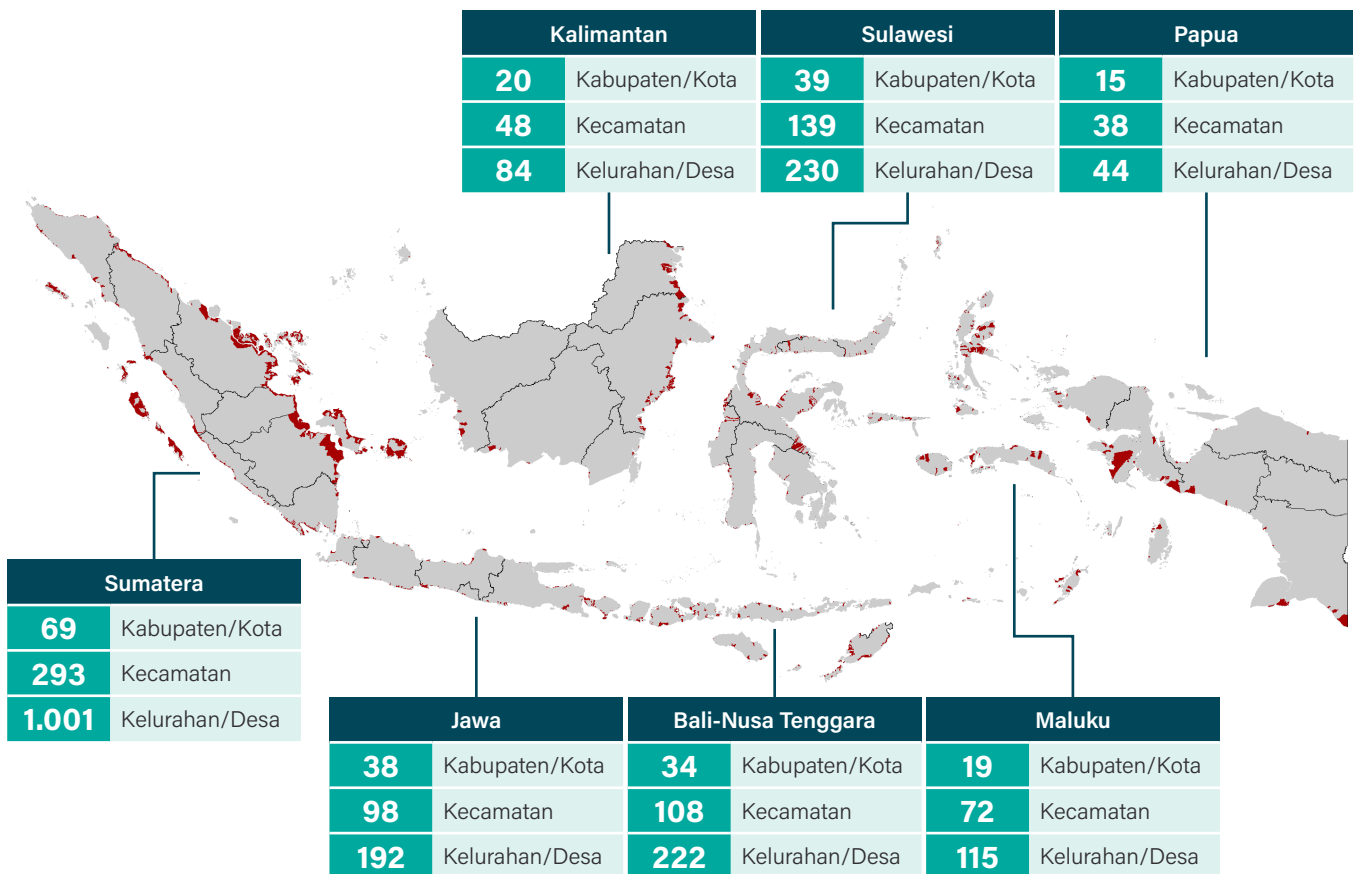 Kalimantan
20 Kabupaten/Kota
48 Kecamatan
84 Kelurahan/Desa
Sulawesi
39 Kabupaten/Kota
139 Kecamatan
230 Kelurahan/Desa
Papua
15 Kabupaten/Kota
38 Kecamatan
44 Kelurahan/Desa
Sumatera
69 Kabupaten/Kota
293 Kecamatan
1.001 Kelurahan/Desa
Jawa
38 Kabupaten/Kota
98 Kecamatan
192 Kelurahan/Desa
Bali-Nusa Tenggara
34 Kabupaten/Kota
108 Kecamatan
222 Kelurahan/Desa
Maluku
19 Kabupaten/Kota
72 Kecamatan
115 Kelurahan/Desa